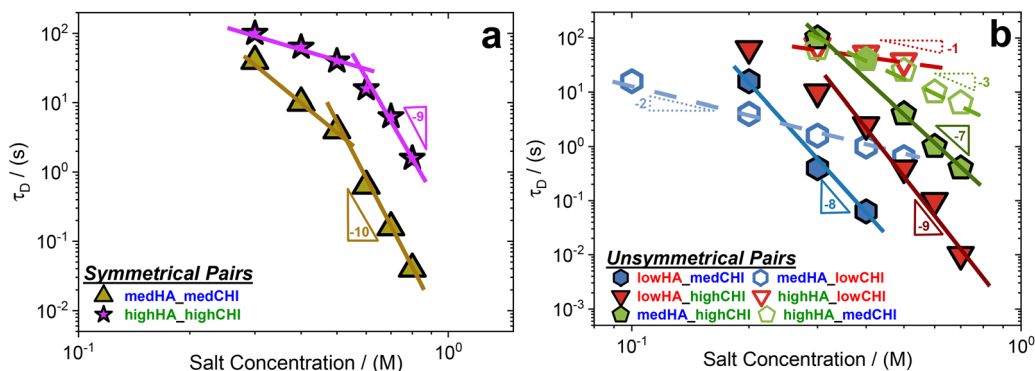 a
10²
10¹
10⁰
10⁻¹
10⁻²
τD / (s)
-9
-10
Symmetrical Pairs
medHA_medCHI
highHA_highCHI
10⁻¹
10⁰
Salt Concentration / (M)
b
10²
10¹
10⁰
10⁻¹
10⁻²
10⁻³
τD / (s)
-1
-2
-3
-7
-8
-9
Unsymmetrical Pairs
lowHA_medCHI medHA_lowCHI
lowHA_highCHI highHA_lowCHI
medHA_highCHI highHA_medCHI
10⁻¹
10⁰
Salt Concentration / (M)